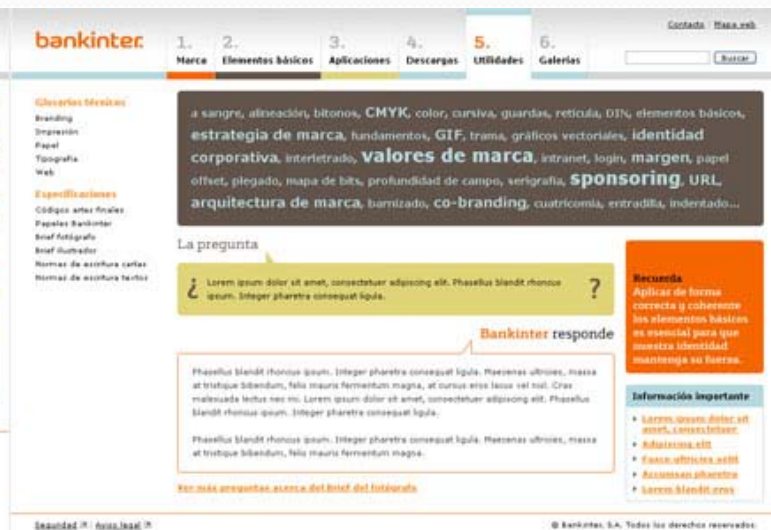 bankinter.
1.
Marca
2.
Elementos básicos
3.
Aplicaciones
4.
Descargas
5.
Utilidades
6.
Galerías
Contacto | Mapa web
Buscar
Glosarios técnicos
Branding
Impresión
Papel
Tipografía
Web
Especificaciones
Códigos artes finales
Papeles Bankinter
Brief fotógrafo
Brief ilustrador
Normas de escritura cartas
Normas de escritura textos
a sangre, alineación, bitonos, CMYK, color, cursiva, guardas, retícula, DIN, elementos básicos,
estrategia de marca, fundamentos, GIF, trama, gráficos vectoriales, identidad
corporativa, interletrado, valores de marca, intranet, login, margen, papel
offset, plegado, mapa de bits, profundidad de campo, serigrafía, sponsoring, URL,
arquitectura de marca, barnizado, co-branding, cuatricomía, entradilla, indentado...
La pregunta
¿ Lorem ipsum dolor sit amet, consectetuer adipiscing elit. Phasellus blandit rhoncus
ipsum. Integer pharetra consequat ligula. ?
Bankinter responde
Phasellus blandit rhoncus ipsum. Integer pharetra consequat ligula. Maecenas ultricies, massa
at tristique bibendum, felis mauris fermentum magna, at cursus eros lacus vel nisl. Cras
malesuada lectus nec mi. Lorem ipsum dolor sit amet, consectetuer adipiscing elit. Phasellus
blandit rhoncus ipsum. Integer pharetra consequat ligula.
Phasellus blandit rhoncus ipsum. Integer pharetra consequat ligula. Maecenas ultricies, massa
at tristique bibendum, felis mauris fermentum magna.
Ver más preguntas acerca del Brief del fotógrafo
Recuerda
Aplicar de forma
correcta y coherente
los elementos básicos
es esencial para que
nuestra identidad
mantenga su fuerza.
Información importante
Lorem ipsum dolor sit
amet, consectetuer
Adipiscing elit
Fusce ultricies
Accumsan pharetra
Lorem blandit eros
Seguridad | Aviso legal
© Bankinter, S.A. Todos los derechos reservados.